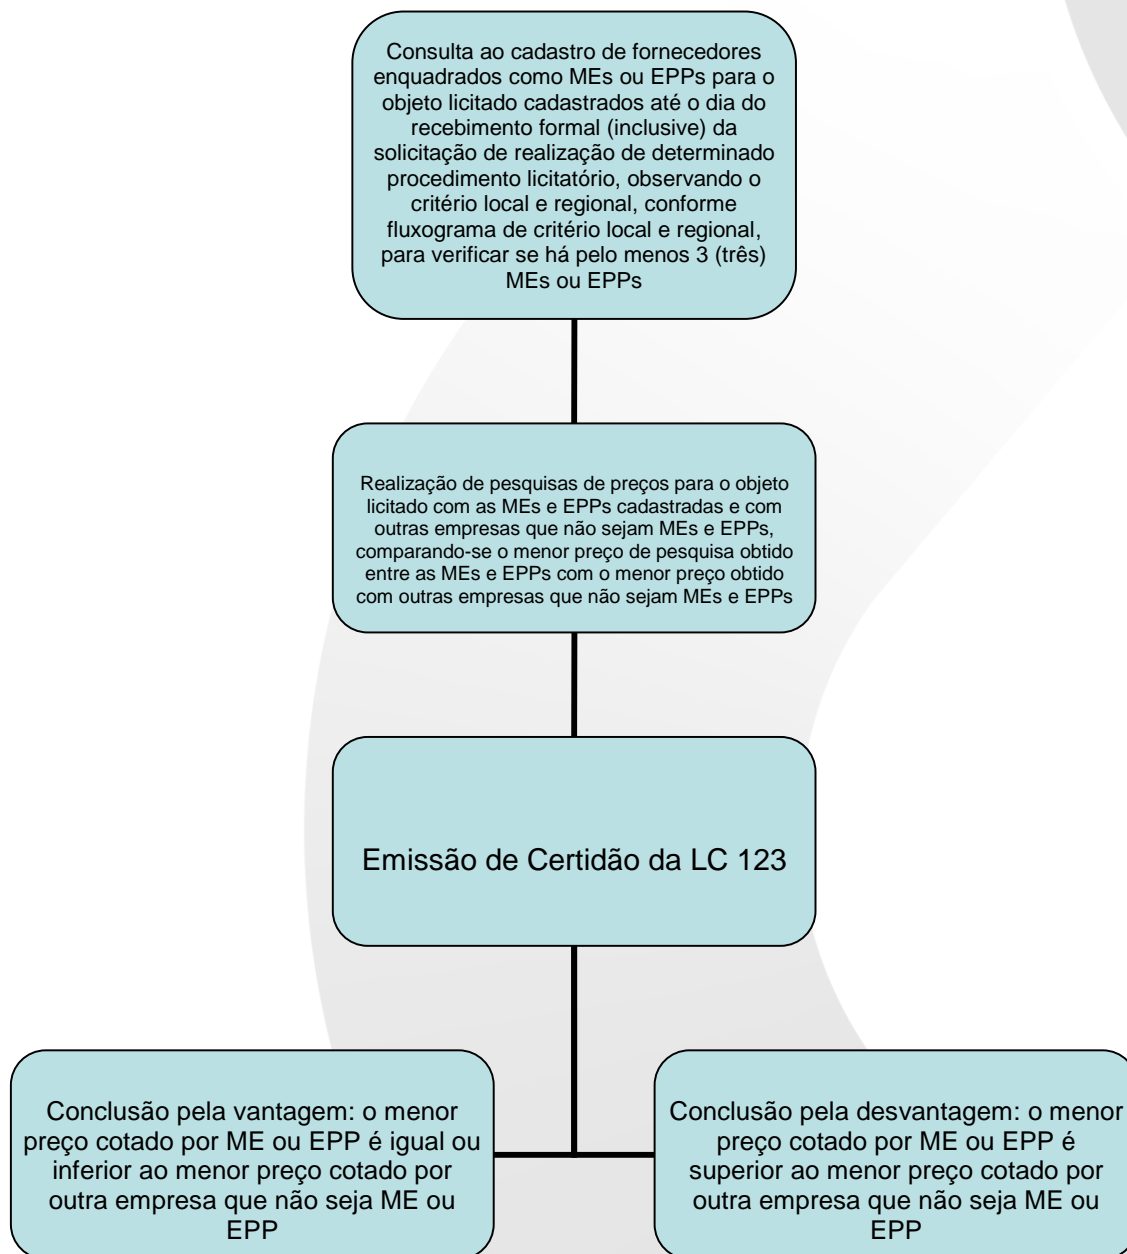 Consulta ao cadastro de fornecedores
enquadrados como MEs ou EPPs para o
objeto licitado cadastrados até o dia do
recebimento formal (inclusive) da
solicitação de realização de determinado
procedimento licitatório, observando o
critério local e regional, conforme
fluxograma de critério local e regional,
para verificar se há pelo menos 3 (três)
MEs ou EPPs
Realização de pesquisas de preços para o objeto
licitado com as MEs e EPPs cadastradas e com
outras empresas que não sejam MEs e EPPs,
comparando-se o menor preço de pesquisa obtido
entre as MEs e EPPs com o menor preço obtido
com outras empresas que não sejam MEs e EPPs
Emissão de Certidão da LC 123
Conclusão pela vantagem: o menor
preço cotado por ME ou EPP é igual ou
inferior ao menor preço cotado por
outra empresa que não seja ME ou
EPP
Conclusão pela desvantagem: o menor
preço cotado por ME ou EPP é
superior ao menor preço cotado por
outra empresa que não seja ME ou
EPP